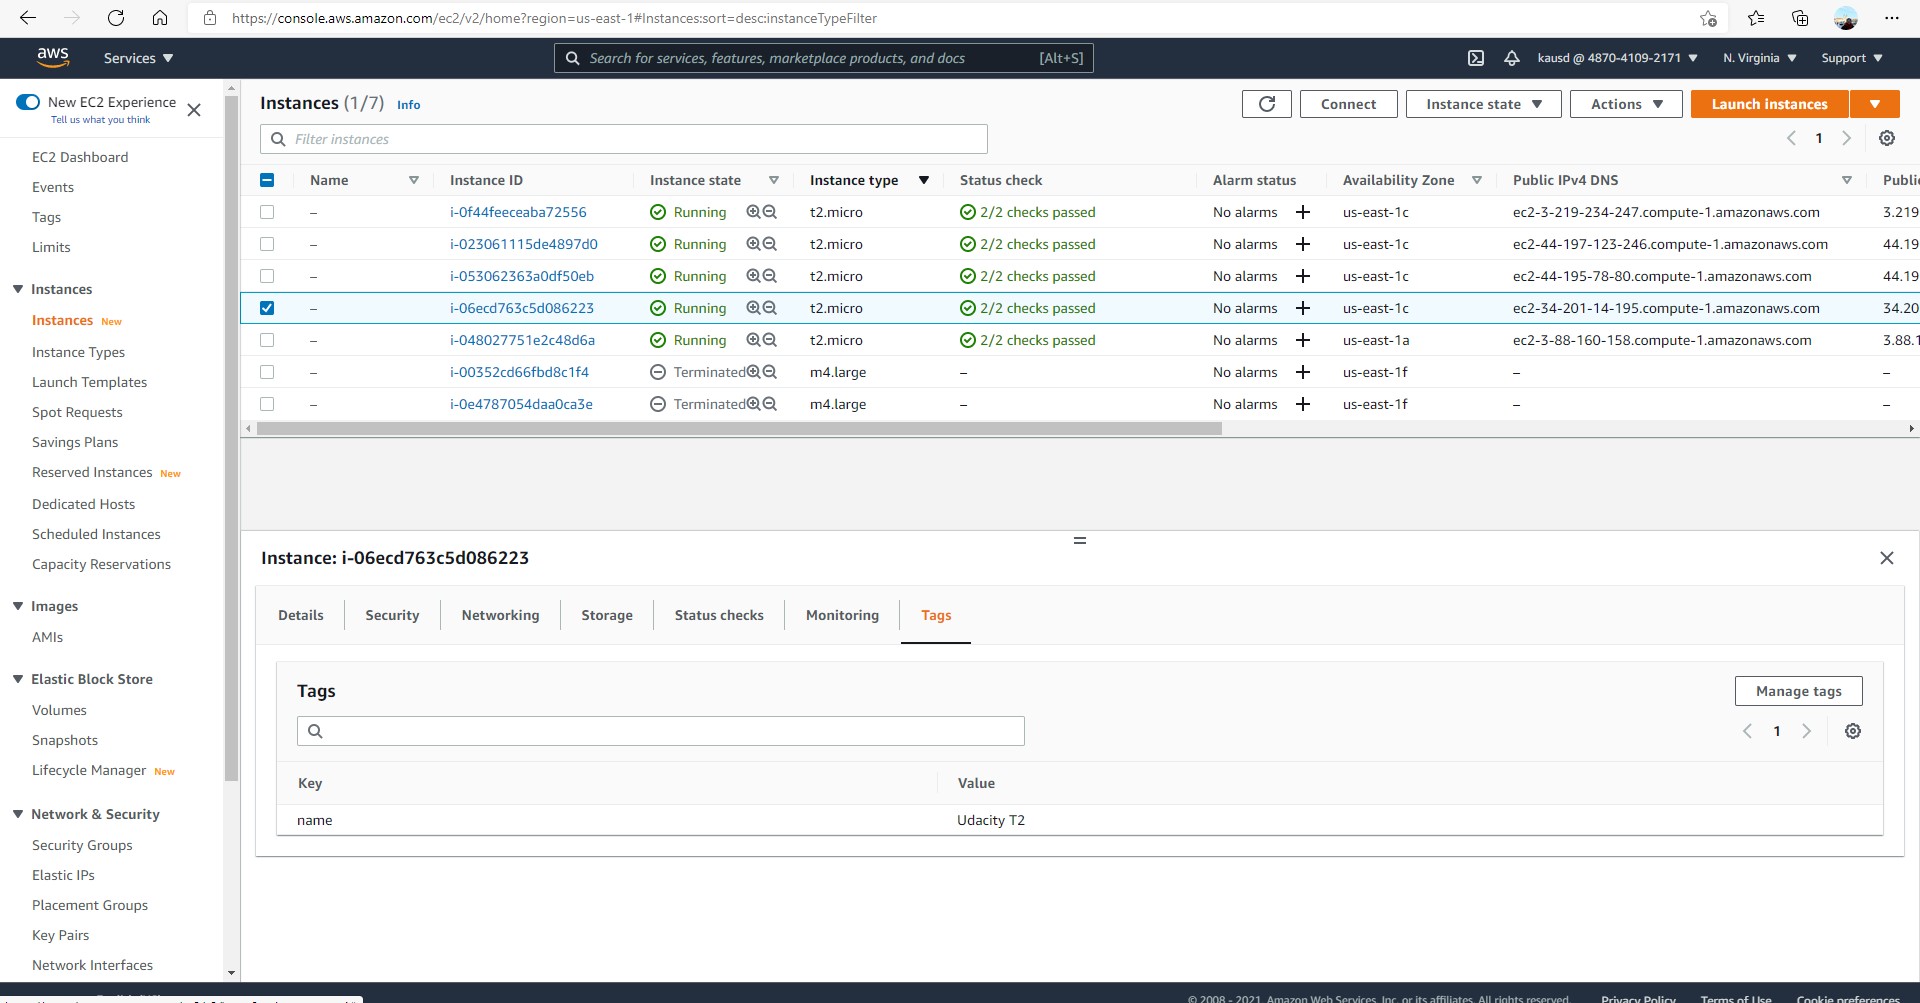 https://console.aws.amazon.com/ec2/v2/home?region=us-east-1#Instances:sort=desc:instanceTypeFilter
aws Services Search for services, features, marketplace products, and docs [Alt+S] kausd @ 4870-4109-2171 N. Virginia Support
New EC2 Experience
Tell us what you think
EC2 Dashboard
Events
Tags
Limits
Instances
Instances New
Instance Types
Launch Templates
Spot Requests
Savings Plans
Reserved Instances New
Dedicated Hosts
Scheduled Instances
Capacity Reservations
Images
AMIs
Elastic Block Store
Volumes
Snapshots
Lifecycle Manager New
Network & Security
Security Groups
Elastic IPs
Placement Groups
Key Pairs
Network Interfaces
Instances (1/7) Info Connect Instance state Actions Launch instances
Filter instances 1
Name Instance ID Instance state Instance type Status check Alarm status Availability Zone Public IPv4 DNS Public
– i-0f44feeceaba72556 Running t2.micro 2/2 checks passed No alarms us-east-1c ec2-3-219-234-247.compute-1.amazonaws.com 3.219
– i-023061115de4897d0 Running t2.micro 2/2 checks passed No alarms us-east-1c ec2-44-197-123-246.compute-1.amazonaws.com 44.19
– i-053062363a0df50eb Running t2.micro 2/2 checks passed No alarms us-east-1c ec2-44-195-78-80.compute-1.amazonaws.com 44.19
– i-06ecd763c5d086223 Running t2.micro 2/2 checks passed No alarms us-east-1c ec2-34-201-14-195.compute-1.amazonaws.com 34.20
– i-048027751e2c48d6a Running t2.micro 2/2 checks passed No alarms us-east-1a ec2-3-88-160-158.compute-1.amazonaws.com 3.88.1
– i-00352cd66fbd8c1f4 Terminated m4.large – No alarms us-east-1f – –
– i-0e4787054daa0ca3e Terminated m4.large – No alarms us-east-1f – –
Instance: i-06ecd763c5d086223
Details Security Networking Storage Status checks Monitoring Tags
Tags Manage tags
1
Key Value
name Udacity T2
© 2008 - 2021, Amazon Web Services, Inc. or its affiliates. All rights reserved. Privacy Policy Terms of Use Cookie preferences